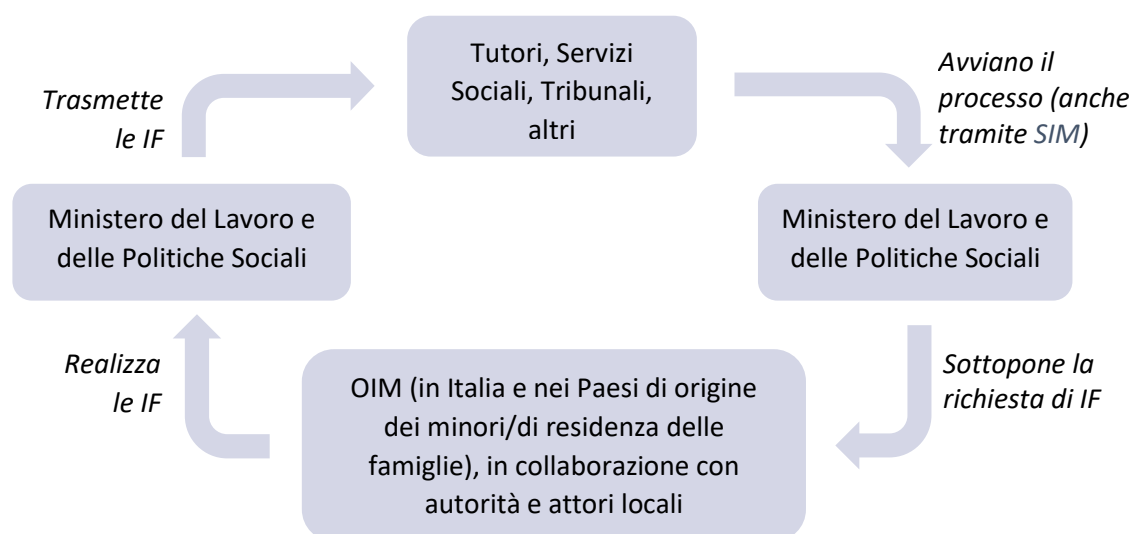 Tutori, Servizi
Sociali, Tribunali,
altri
Avviano il
processo (anche
tramite SIM)
Ministero del Lavoro e
delle Politiche Sociali
Sottopone la
richiesta di IF
OIM (in Italia e nei Paesi di origine
dei minori/di residenza delle
famiglie), in collaborazione con
autorità e attori locali
Realizza
le IF
Ministero del Lavoro e
delle Politiche Sociali
Trasmette
le IF